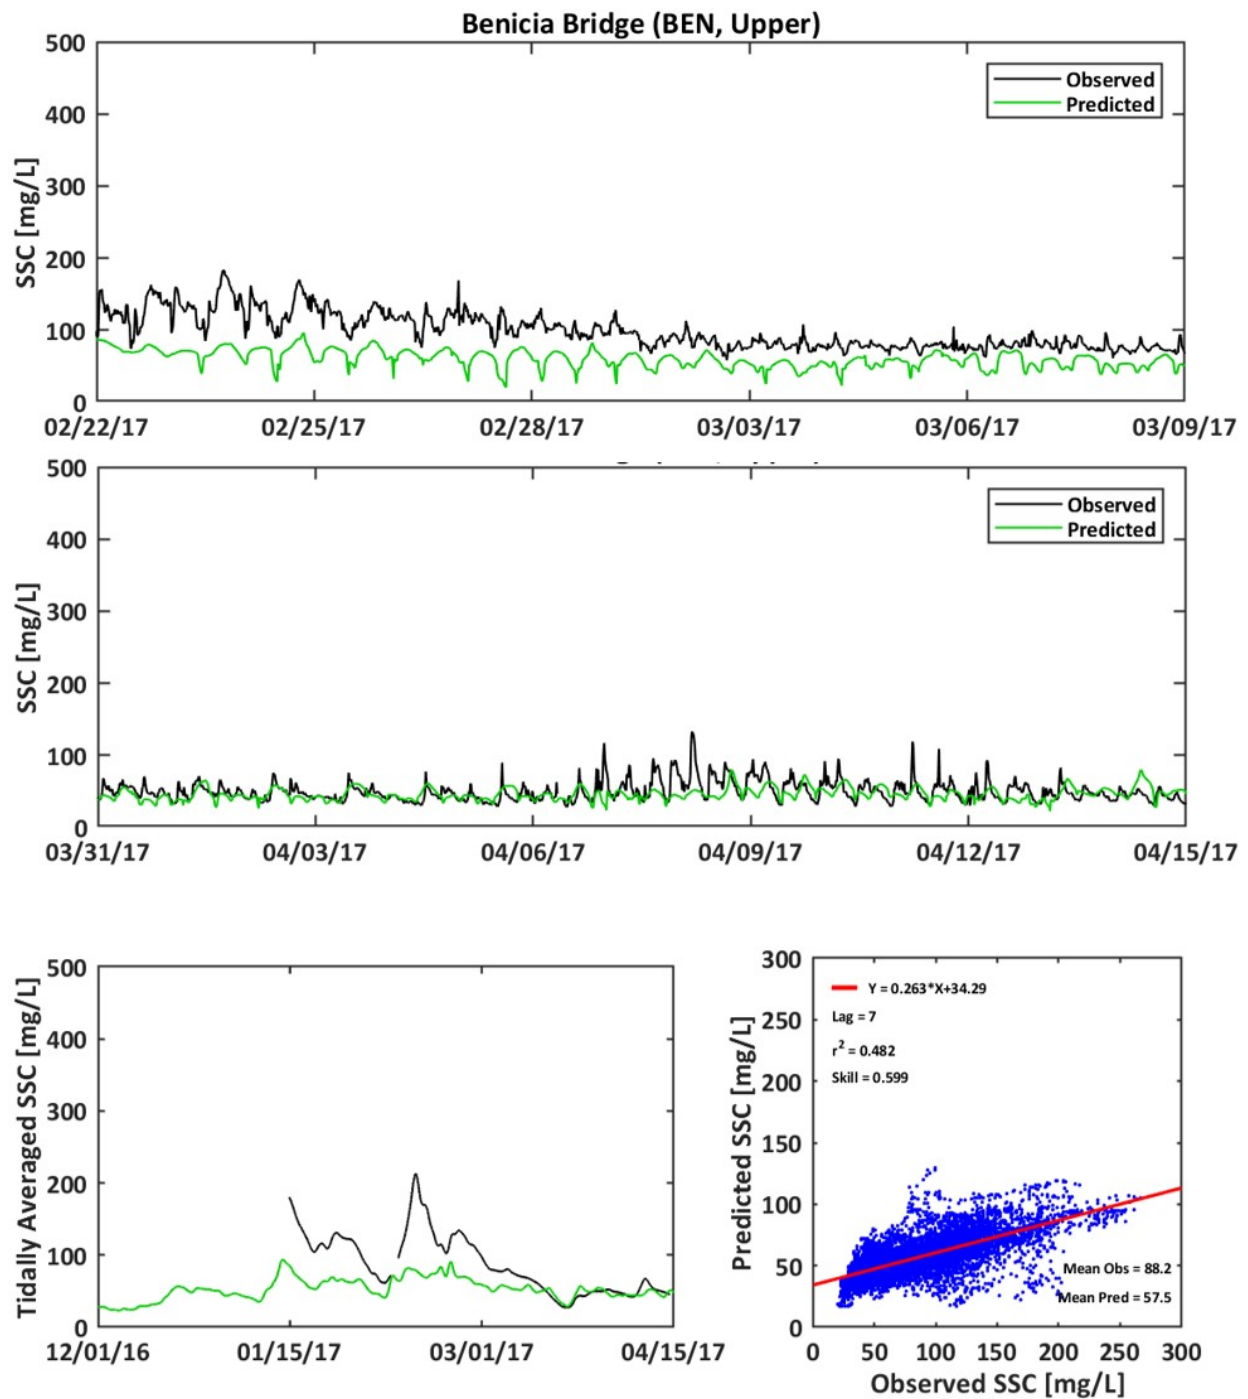 Benicia Bridge (BEN, Upper)
500
400
300
200
100
0
SSC [mg/L]
Observed
Predicted
02/22/17 02/25/17 02/28/17 03/03/17 03/06/17 03/09/17
500
400
300
200
100
0
SSC [mg/L]
Observed
Predicted
03/31/17 04/03/17 04/06/17 04/09/17 04/12/17 04/15/17
500
400
300
200
100
0
Tidally Averaged SSC [mg/L]
12/01/16 01/15/17 03/01/17 04/15/17
300
250
200
150
100
50
0
Predicted SSC [mg/L]
Y = 0.263*X+34.29
Lag = 7
r² = 0.482
Skill = 0.599
Mean Obs = 88.2
Mean Pred = 57.5
0 50 100 150 200 250 300
Observed SSC [mg/L]